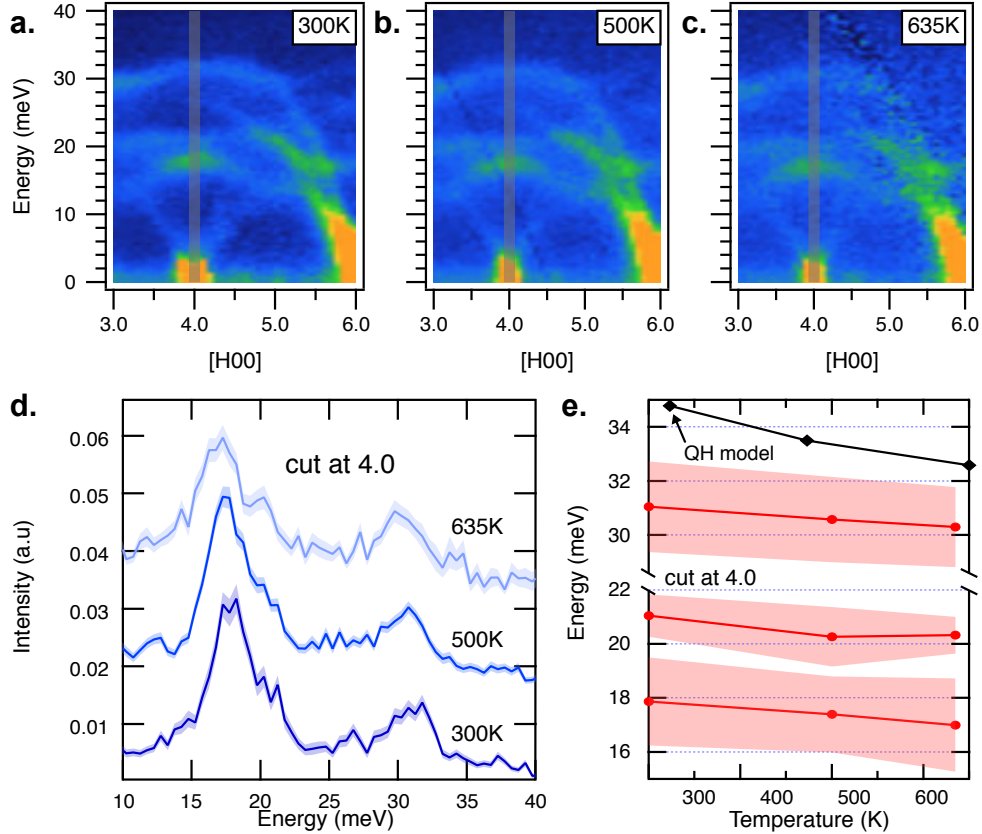 a.
300K
b.
500K
c.
635K
Energy (meV)
40
30
20
10
0
3.0 4.0 5.0 6.0
3.0 4.0 5.0 6.0
3.0 4.0 5.0 6.0
[H00]
[H00]
[H00]
d.
cut at 4.0
635K
500K
300K
Intensity (a.u)
0.06
0.05
0.04
0.03
0.02
0.01
10 15 20 25 30 35 40
Energy (meV)
e.
QH model
cut at 4.0
Energy (meV)
34
32
30
22
20
18
16
300 400 500 600
Temperature (K)